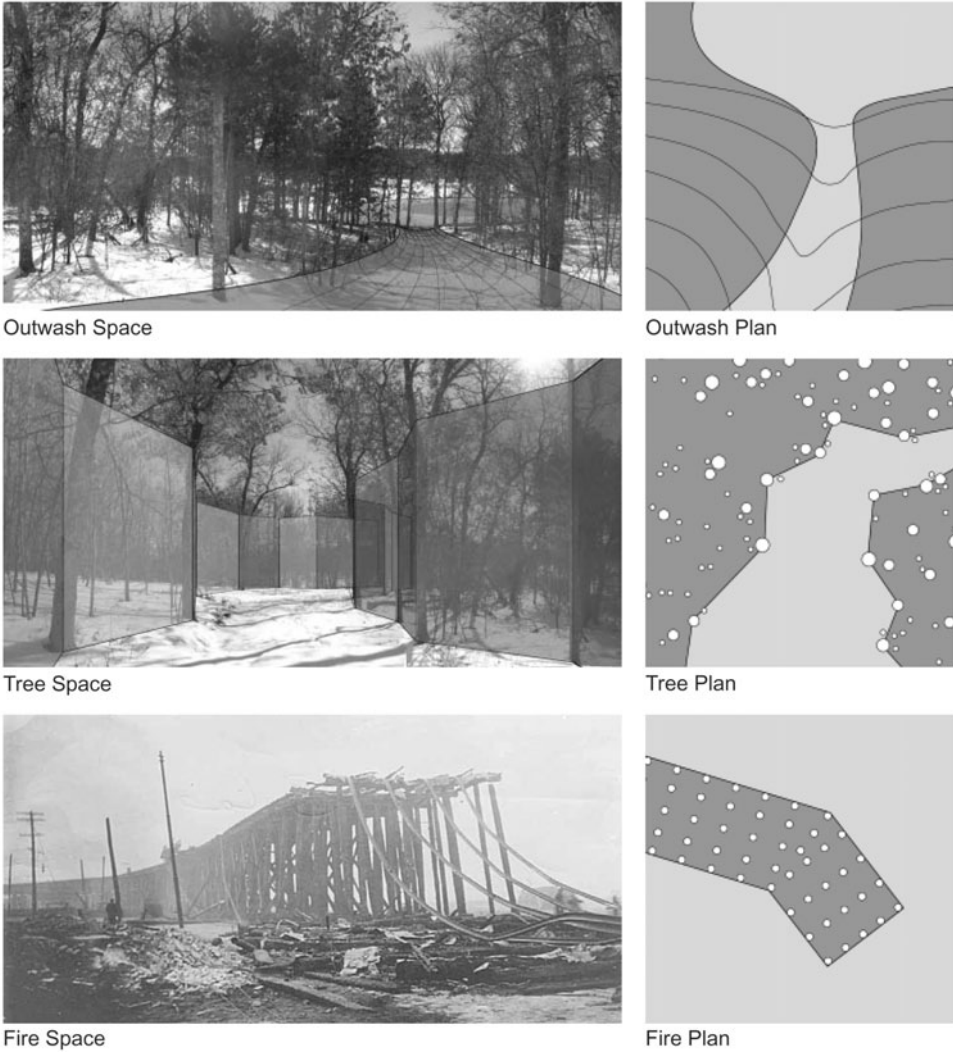 Outwash Space
Outwash Plan
Tree Space
Tree Plan
Fire Space
Fire Plan